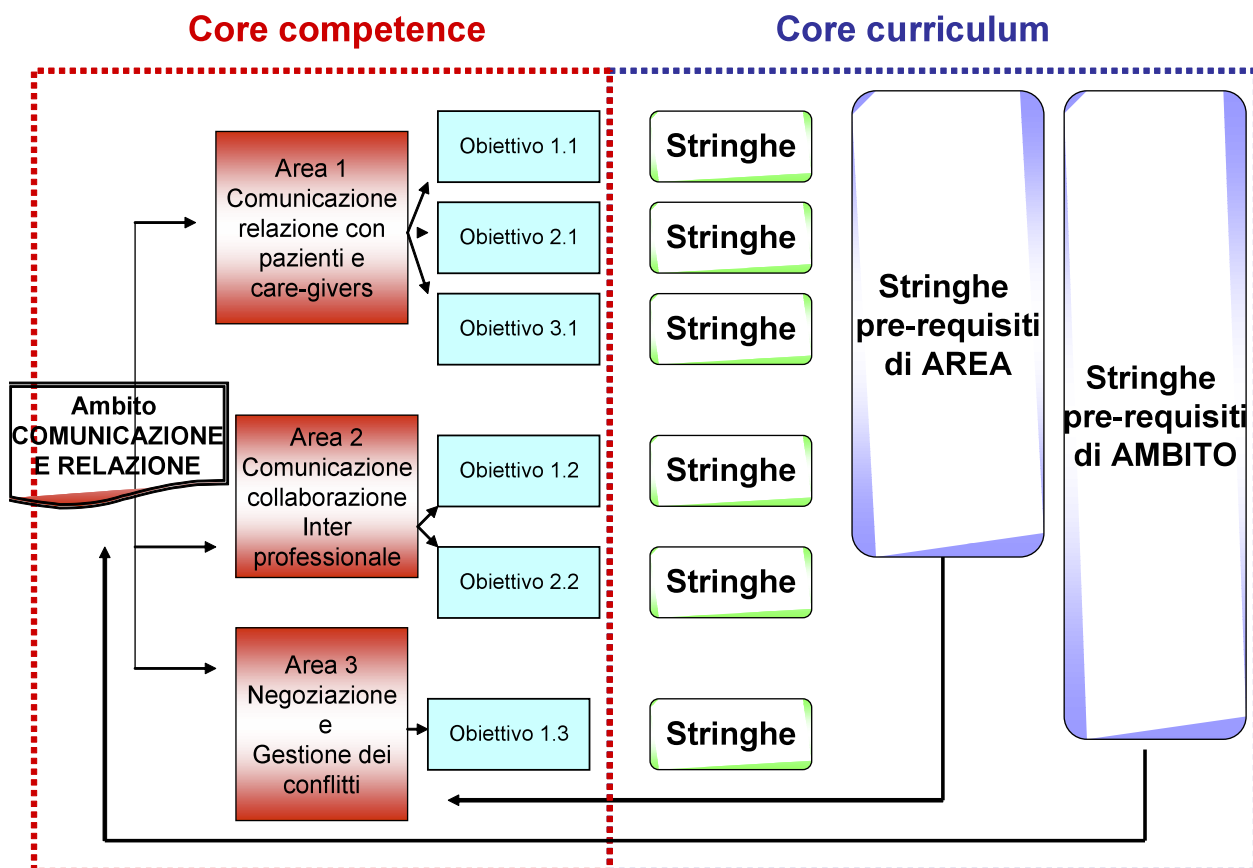 Core competence
Core curriculum
Area 1
Comunicazione
relazione con
pazienti e
care-givers
Obiettivo 1.1
Obiettivo 2.1
Obiettivo 3.1
Stringhe
Stringhe
Stringhe
Stringhe
pre-requisiti
di AREA
Stringhe
pre-requisiti
di AMBITO
Ambito
COMUNICAZIONE
E RELAZIONE
Area 2
Comunicazione
collaborazione
Inter
professionale
Obiettivo 1.2
Obiettivo 2.2
Stringhe
Stringhe
Area 3
Negoziazione
e
Gestione dei
conflitti
Obiettivo 1.3
Stringhe